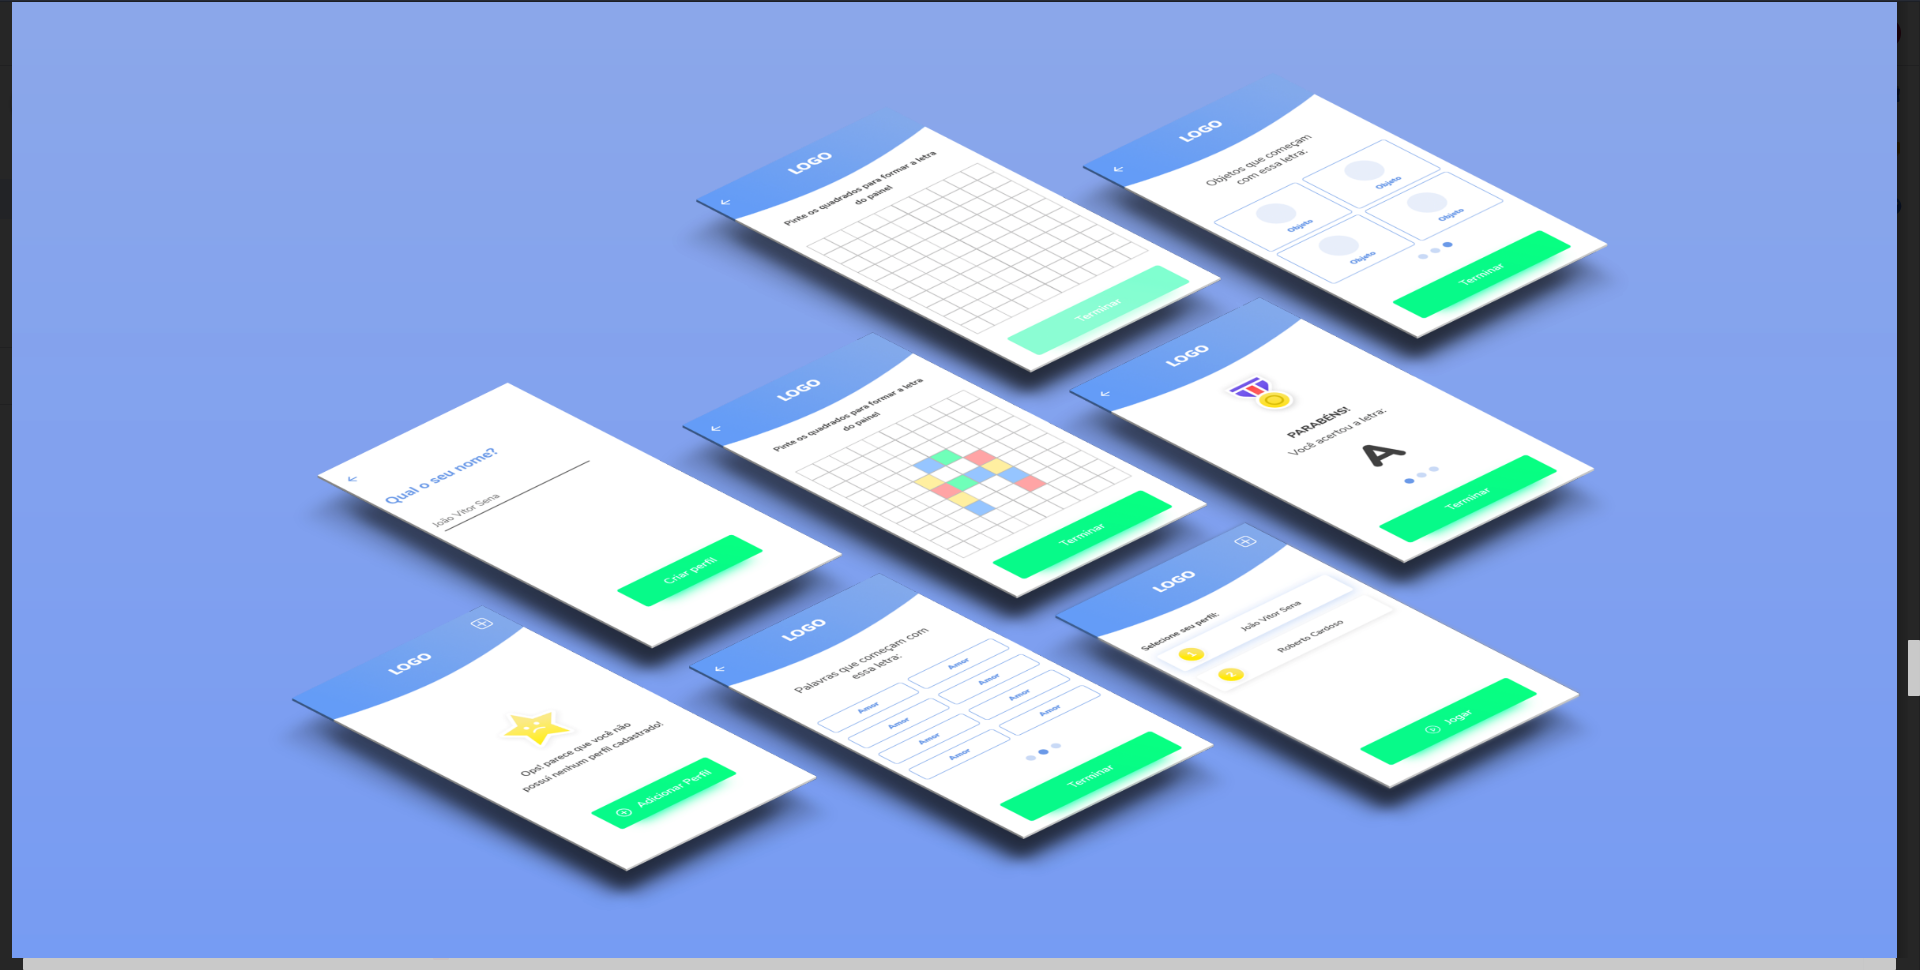 LOGO
Pinte os quadrados para formar a letra
do painel
Terminar
LOGO
Objetos que começam
com essa letra:
Objeto
Objeto
Objeto
Objeto
Terminar
Qual o seu nome?
João Vitor Sena
Criar perfil
LOGO
Pinte os quadrados para formar a letra
do painel
Terminar
LOGO
PARABÉNS!
Você acertou a letra:
A
Terminar
LOGO
Ops! parece que você não
possui nenhum perfil cadastrado!
Adicionar Perfil
LOGO
Palavras que começam com
essa letra:
Amor
Amor
Amor
Amor
Amor
Amor
Amor
Amor
Terminar
LOGO
Selecione seu perfil:
1
João Vitor Sena
2
Roberto Cardoso
Jogar